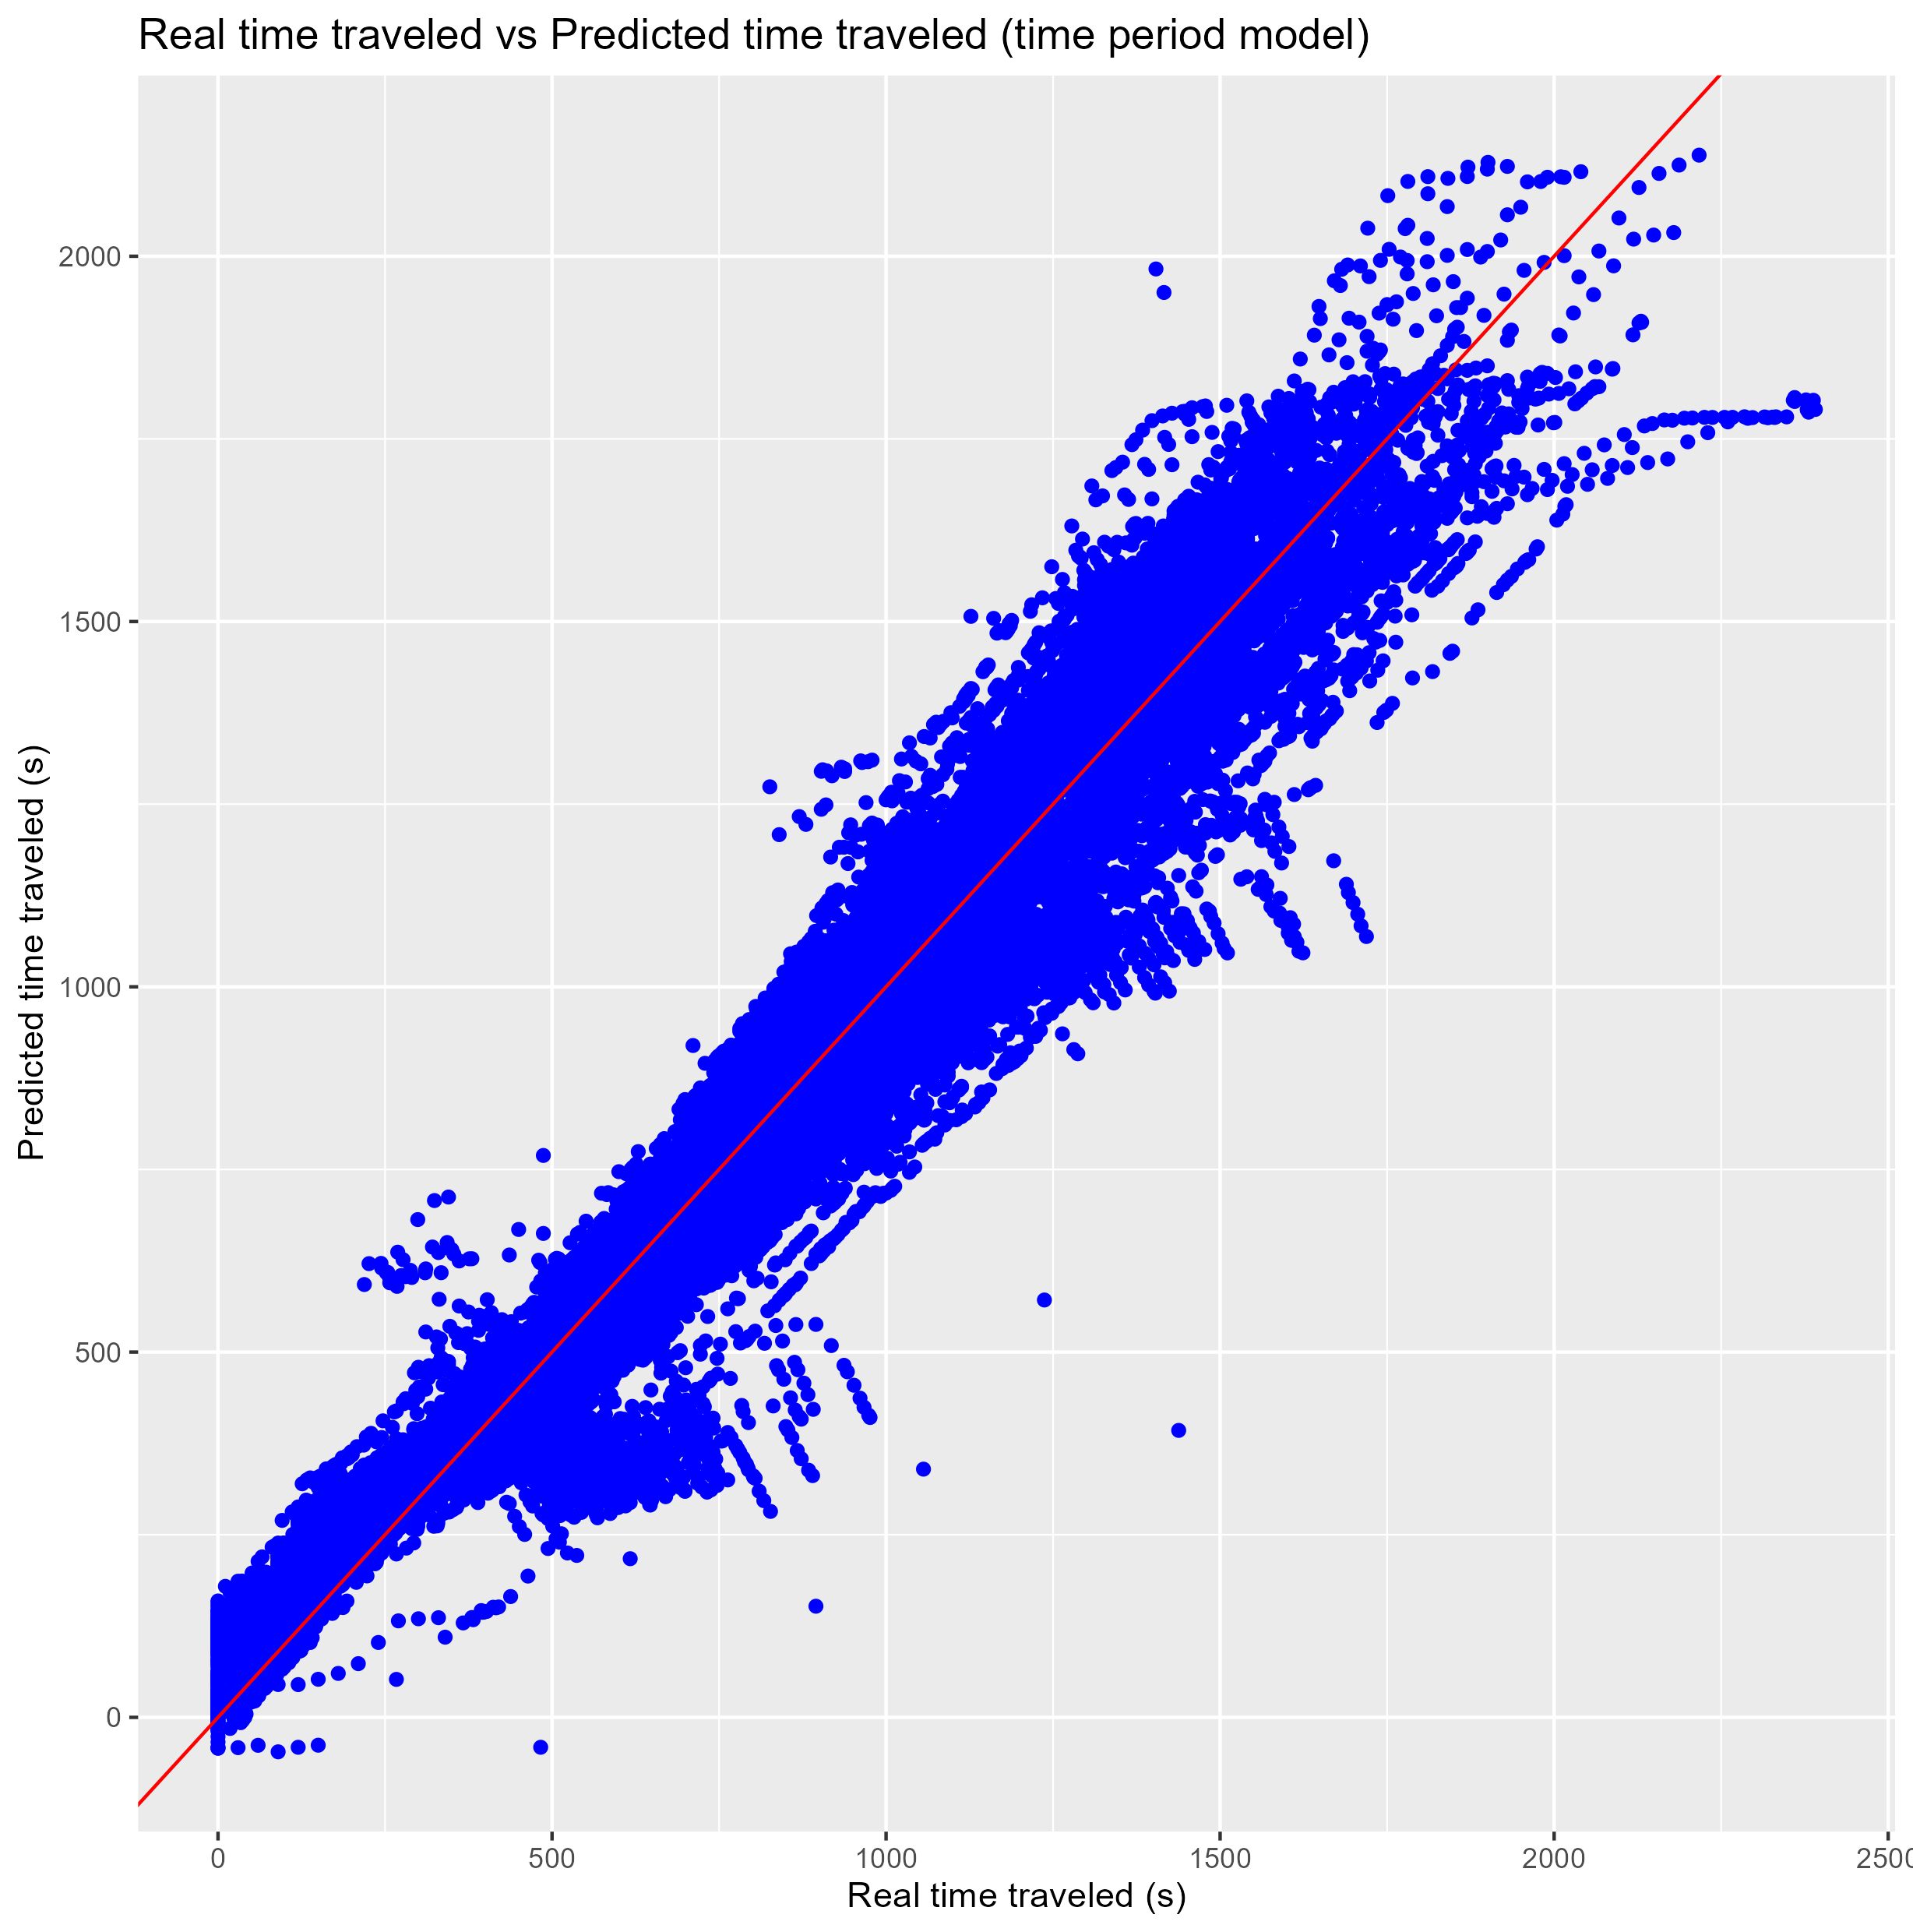 Real time traveled vs Predicted time traveled (time period model)
Predicted time traveled (s)
2000
1500
1000
500
0
0 500 1000 1500 2000 2500
Real time traveled (s)